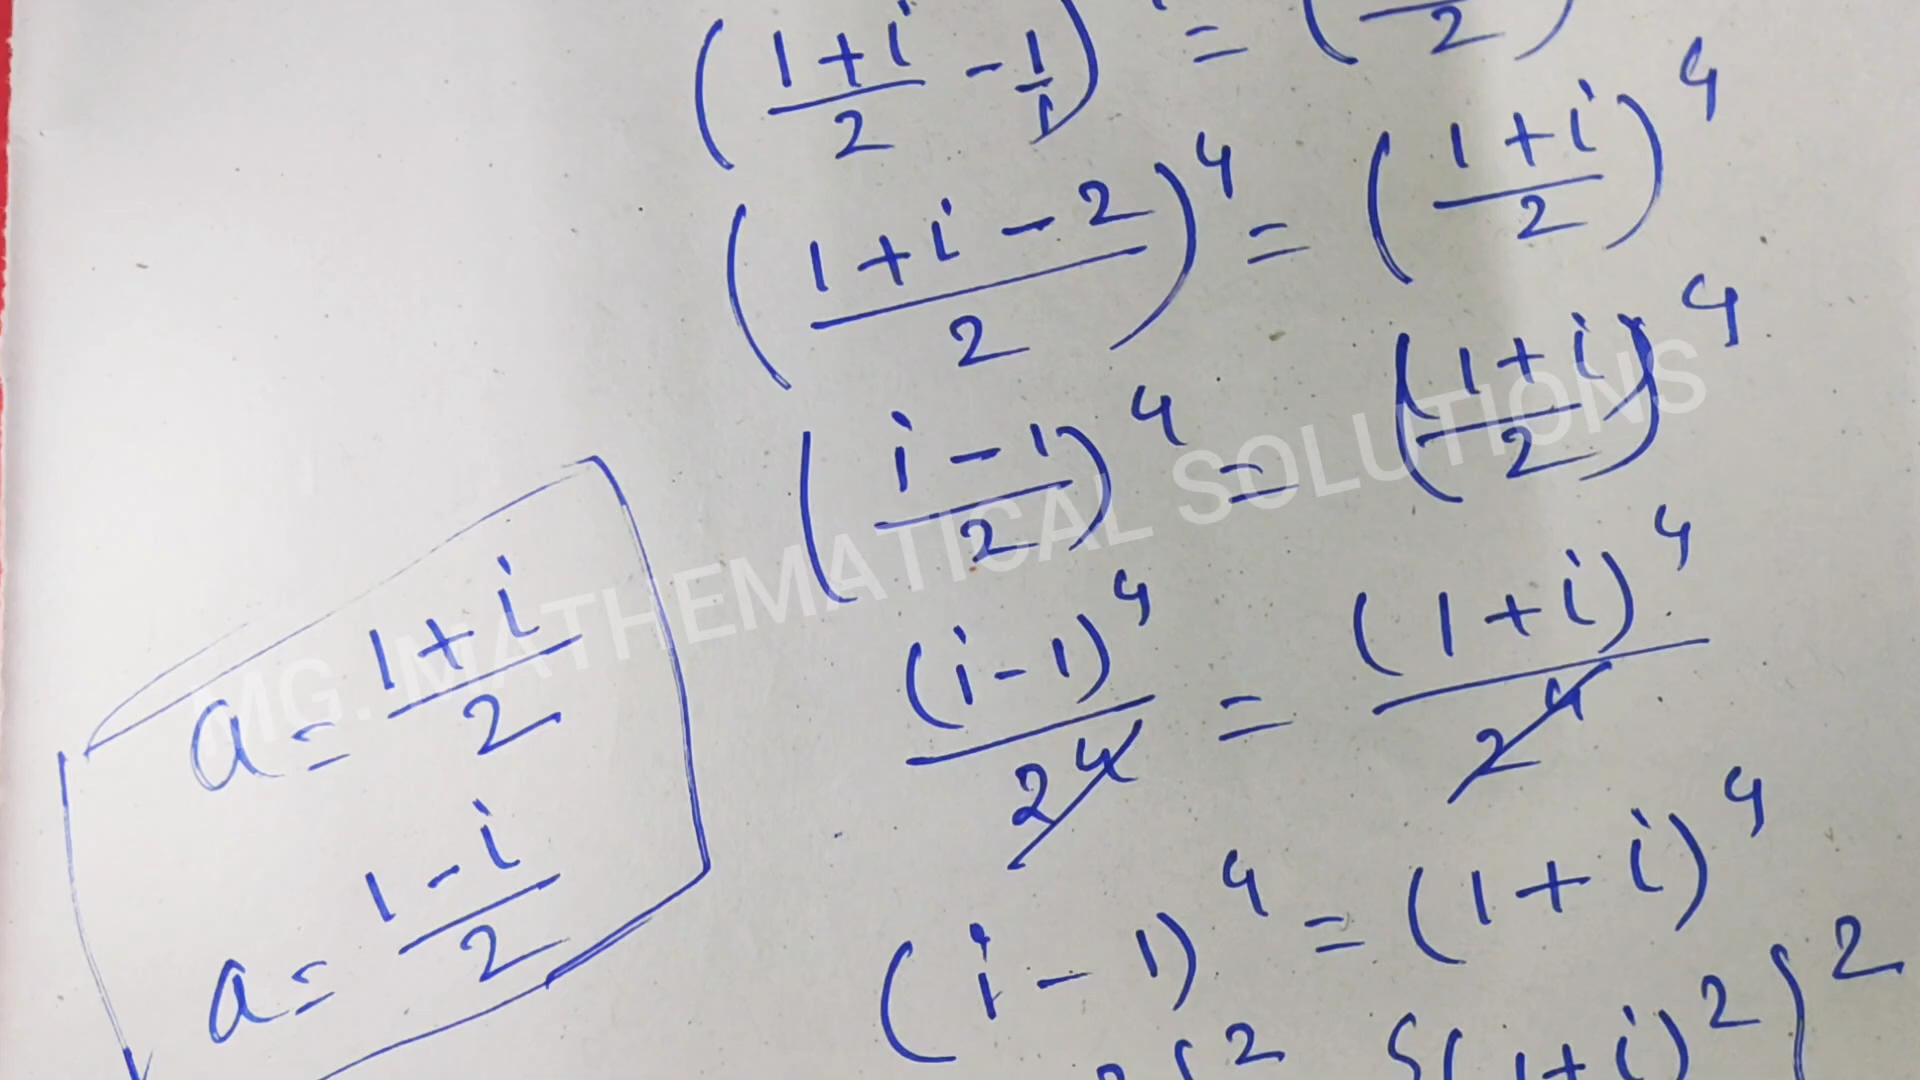 (1+i/2 - 1/1) = ( /2)
(1+i-2/2)^4 = (1+i/2)^4
(i-1/2)^4 = (1+i/2)^4
(i-1)^4/2^4 = (1+i)^4/2^4
(i-1)^4 = (1+i)^4
2 {(1+i)^2}^2
a = 1+i/2
a = 1-i/2
MG. MATHEMATICAL SOLUTIONS